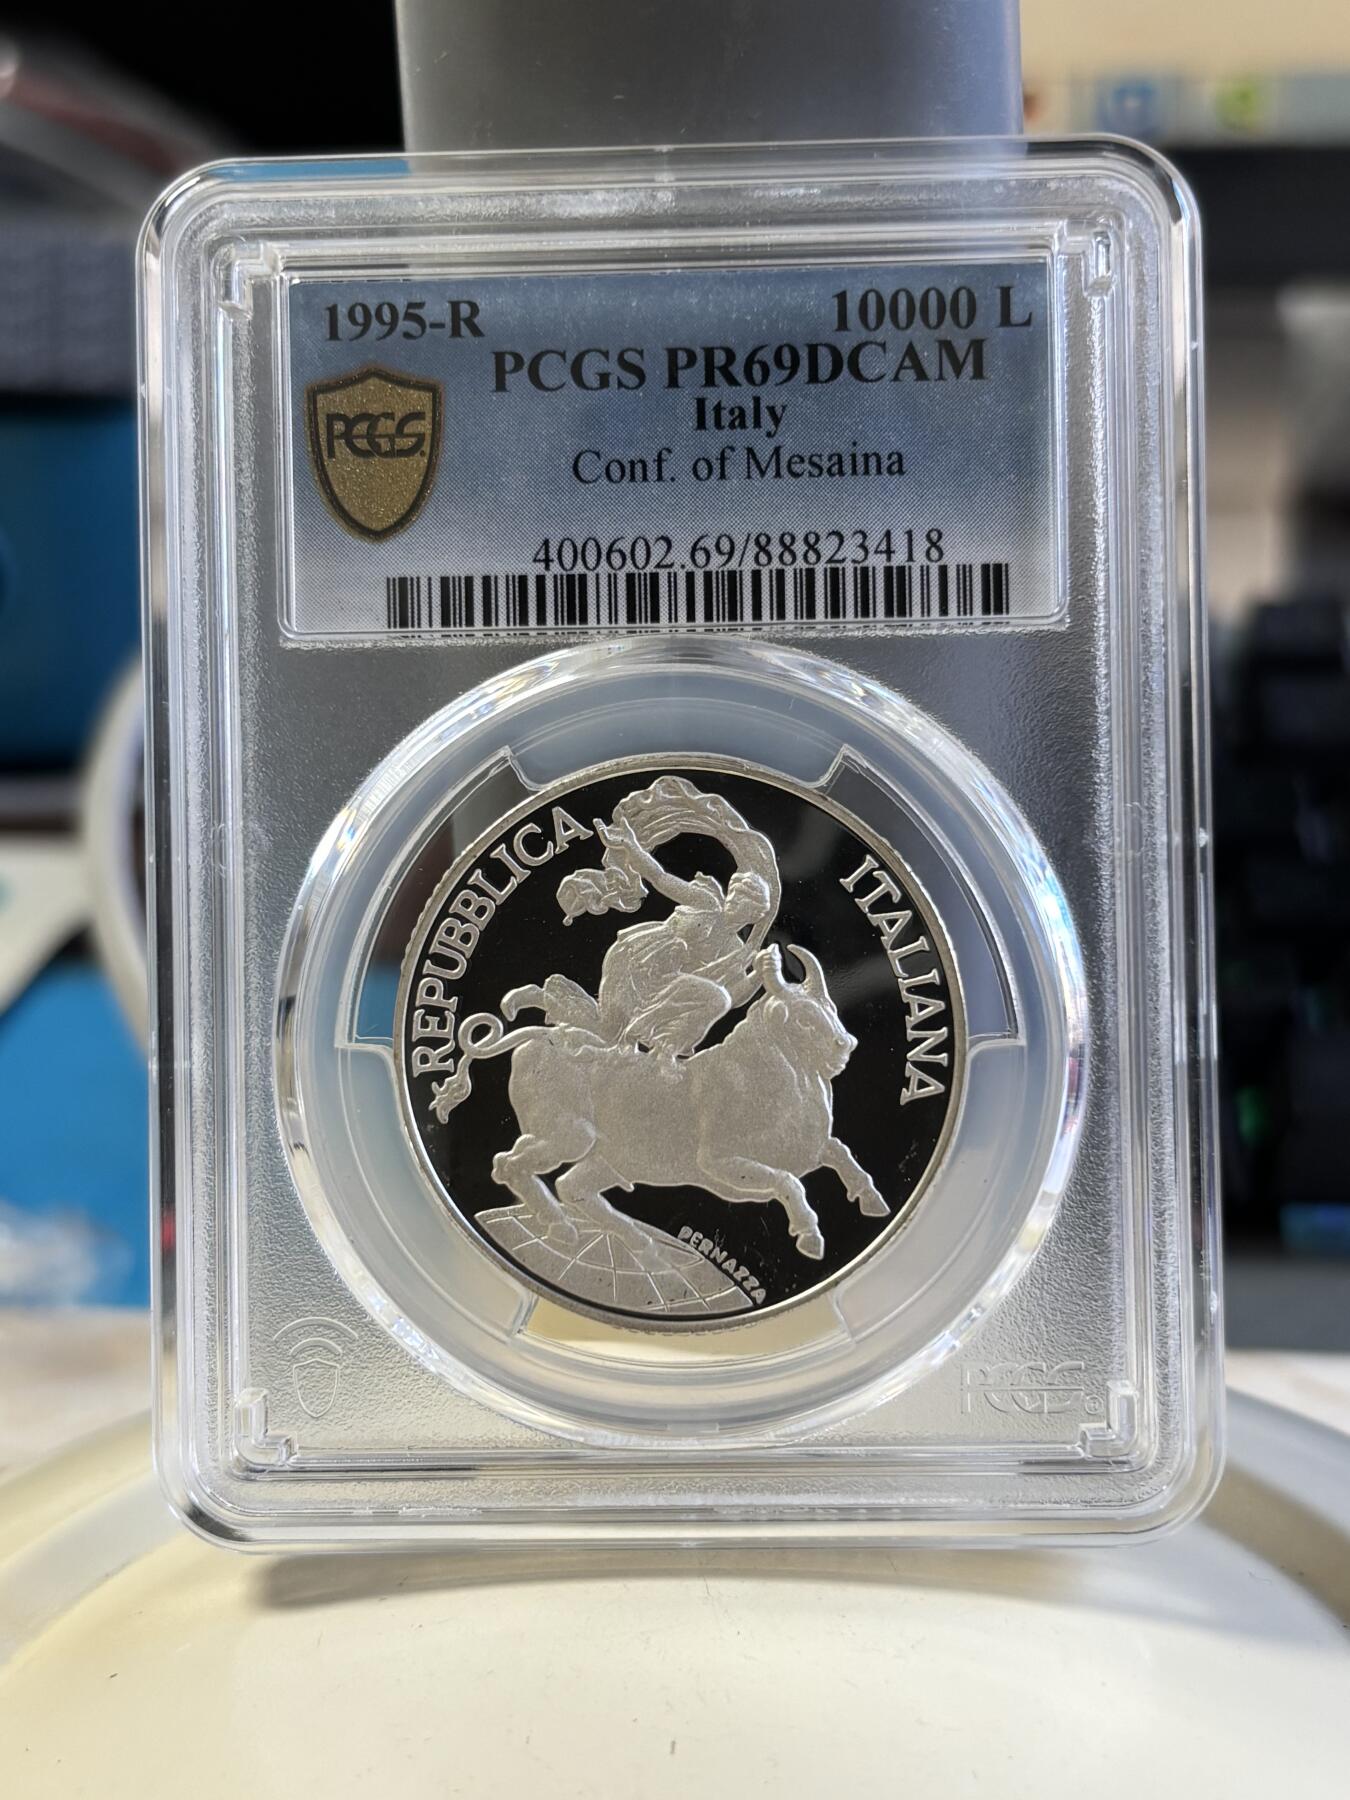 1995-R 10000 L
PCGS PR69DCAM
Italy
PCGS
Conf. of Mesaina
400602.69/88823418
REPUBBLICA ITALIANA
PERNAZZA
PCGS